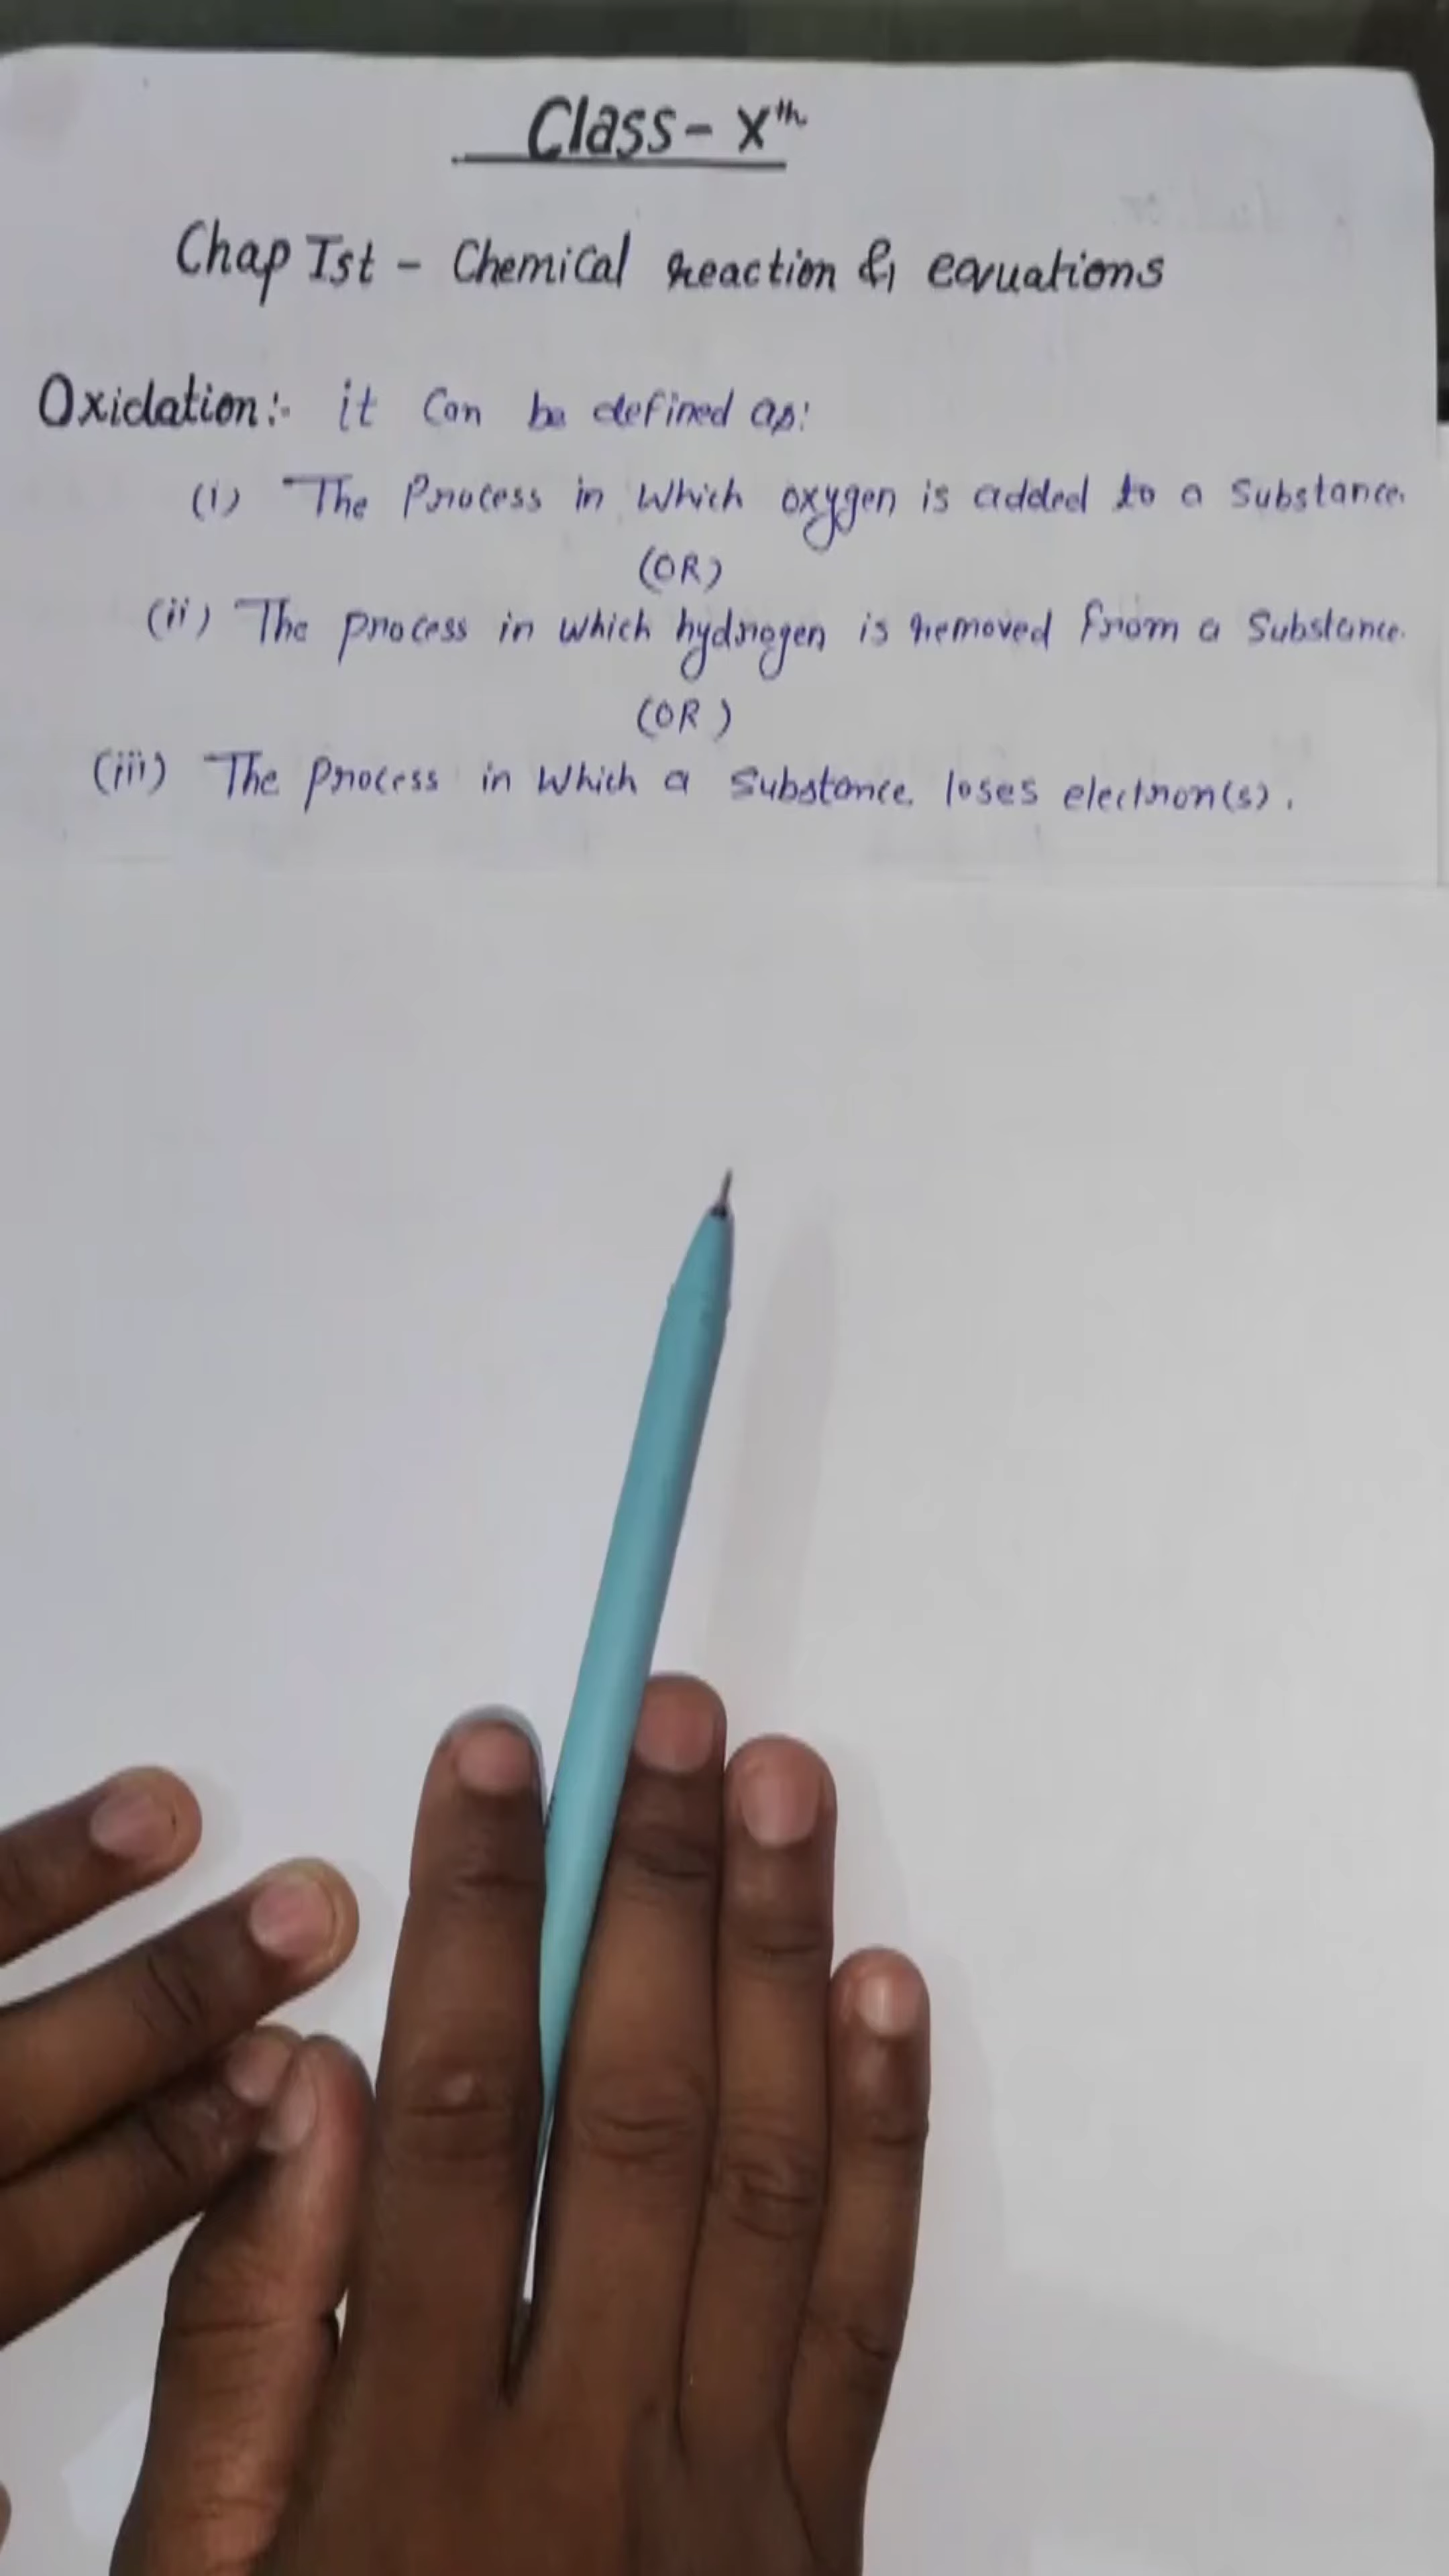 Class - Xth
Chap Ist - Chemical reaction & equations
Oxidation:- it Can be defined as:
(i) The Process in Which oxygen is added to a Substance.
(OR)
(ii) The process in which hydrogen is removed from a Substance.
(OR)
(iii) The process in Which a Substance loses electron(s).